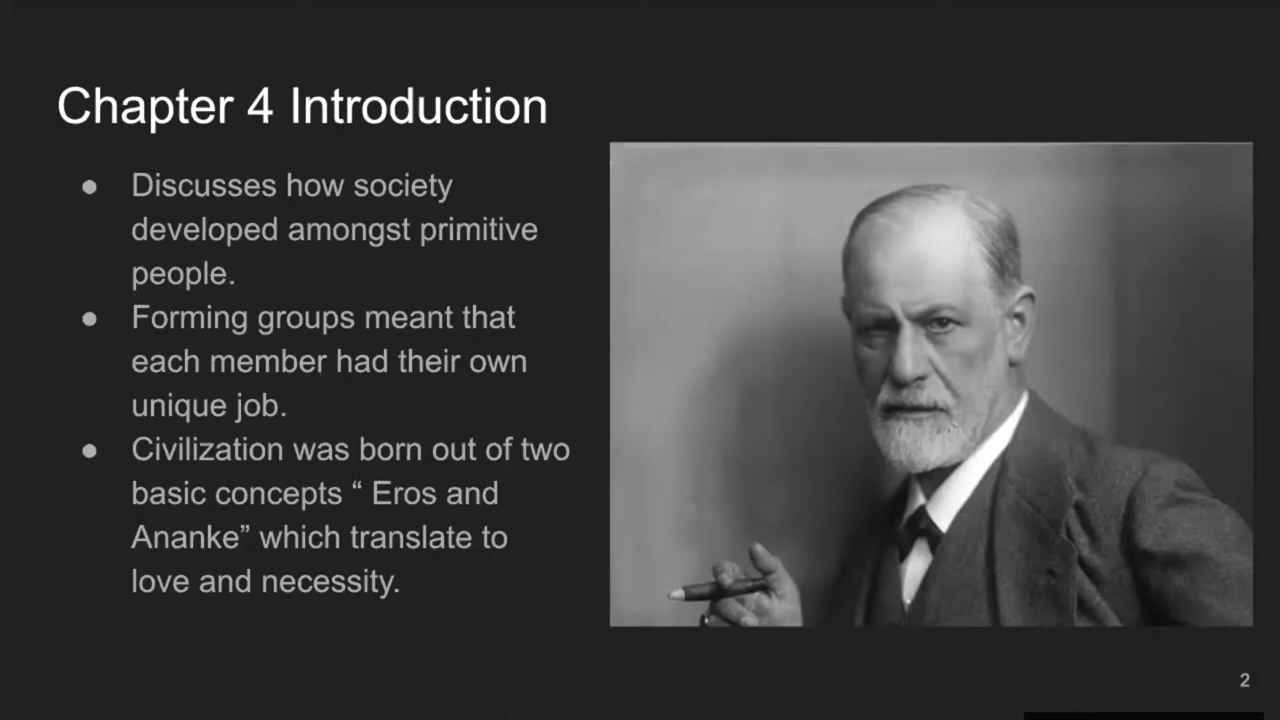 Chapter 4 Introduction
● Discusses how society
developed amongst primitive
people.
● Forming groups meant that
each member had their own
unique job.
● Civilization was born out of two
basic concepts “ Eros and
Ananke” which translate to
love and necessity.
2